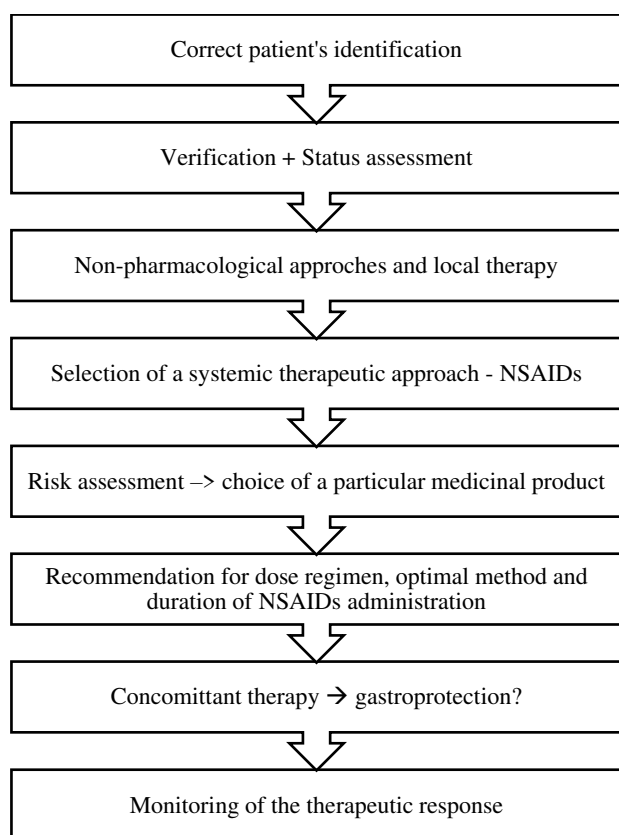 Correct patient's identification
Verification + Status assessment
Non-pharmacological approches and local therapy
Selection of a systemic therapeutic approach - NSAIDs
Risk assessment –> choice of a particular medicinal product
Recommendation for dose regimen, optimal method and
duration of NSAIDs administration
Concomittant therapy → gastroprotection?
Monitoring of the therapeutic response